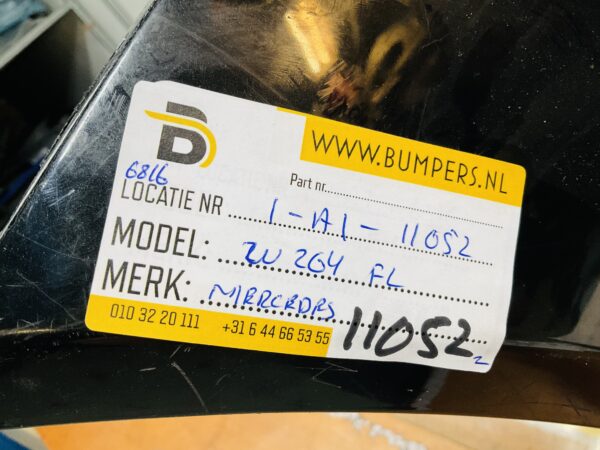 B
WWW.BUMPERS.NL
6816
Part nr.
LOCATIE NR 1-A1-11052
MODEL: W 204 FL
MERK: MERCEDES
010 32 20 111 +31 6 44 66 53 55 11052